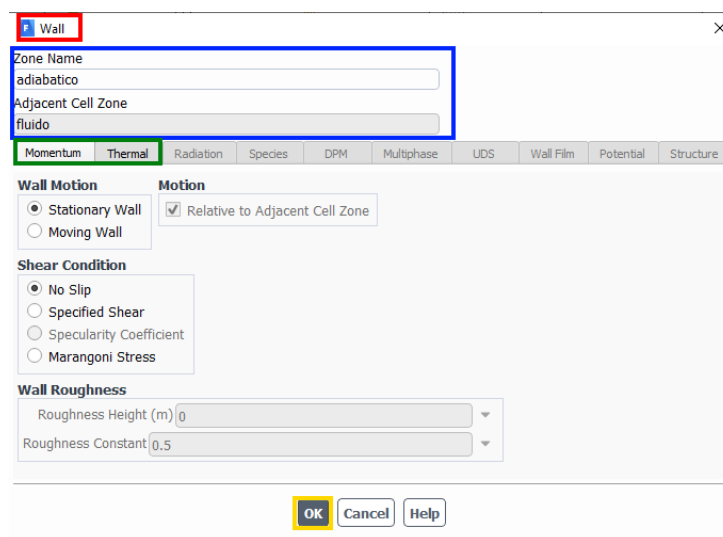 Wall
Zone Name
adiabatico
Adjacent Cell Zone
fluido
Momentum Thermal Radiation Species DPM Multiphase UDS Wall Film Potential Structure
Wall Motion Motion
Stationary Wall Relative to Adjacent Cell Zone
Moving Wall
Shear Condition
No Slip
Specified Shear
Specularity Coefficient
Marangoni Stress
Wall Roughness
Roughness Height (m) 0
Roughness Constant 0.5
OK Cancel Help